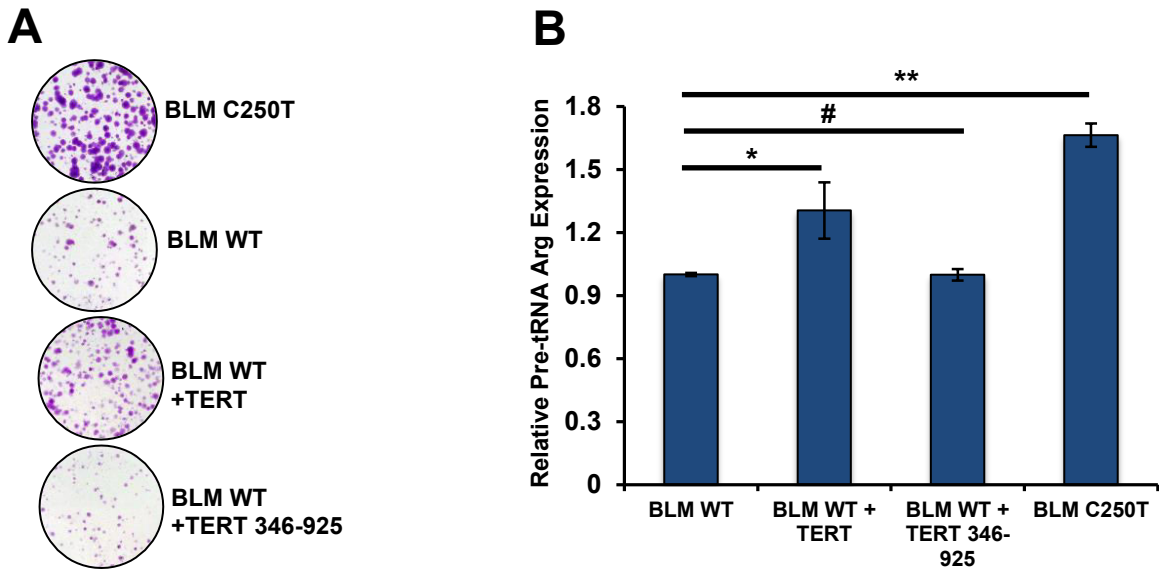 A
BLM C250T
BLM WT
BLM WT
+TERT
BLM WT
+TERT 346-925
B
**
#
*
Relative Pre-tRNA Arg Expression
1.8
1.5
1.2
0.9
0.6
0.3
0
BLM WT
BLM WT +
TERT
BLM WT +
TERT 346-
925
BLM C250T